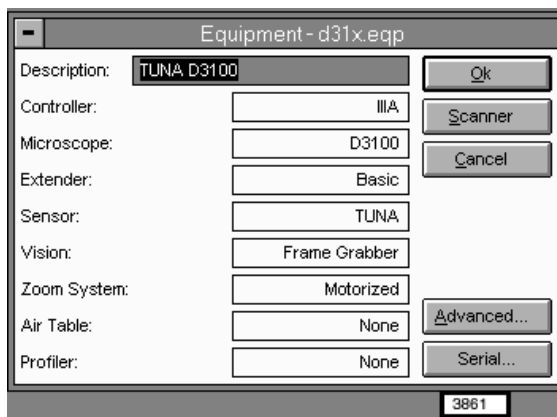 Equipment - d31x.eqp
Description: TUNA D3100 Ok
Controller: IIIA Scanner
Microscope: D3100 Cancel
Extender: Basic
Sensor: TUNA
Vision: Frame Grabber
Zoom System: Motorized
Air Table: None Advanced...
Profiler: None Serial...
3861